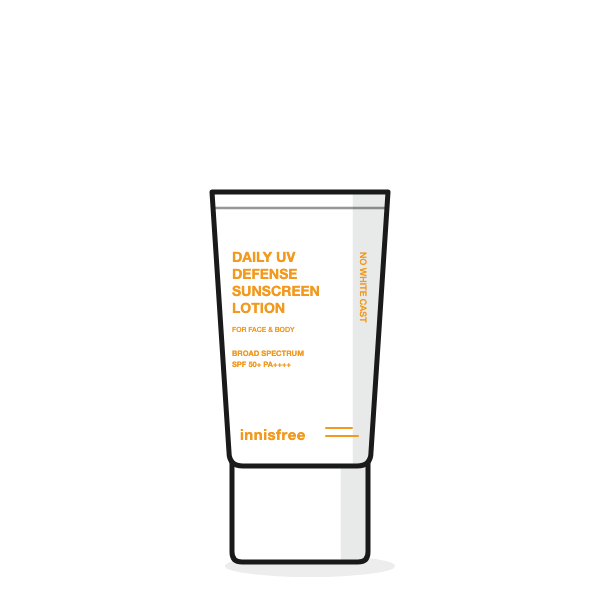 DAILY UV
DEFENSE
SUNSCREEN
LOTION
FOR FACE & BODY
BROAD SPECTRUM
SPF 50+ PA++++
innisfree
NO WHITE CAST